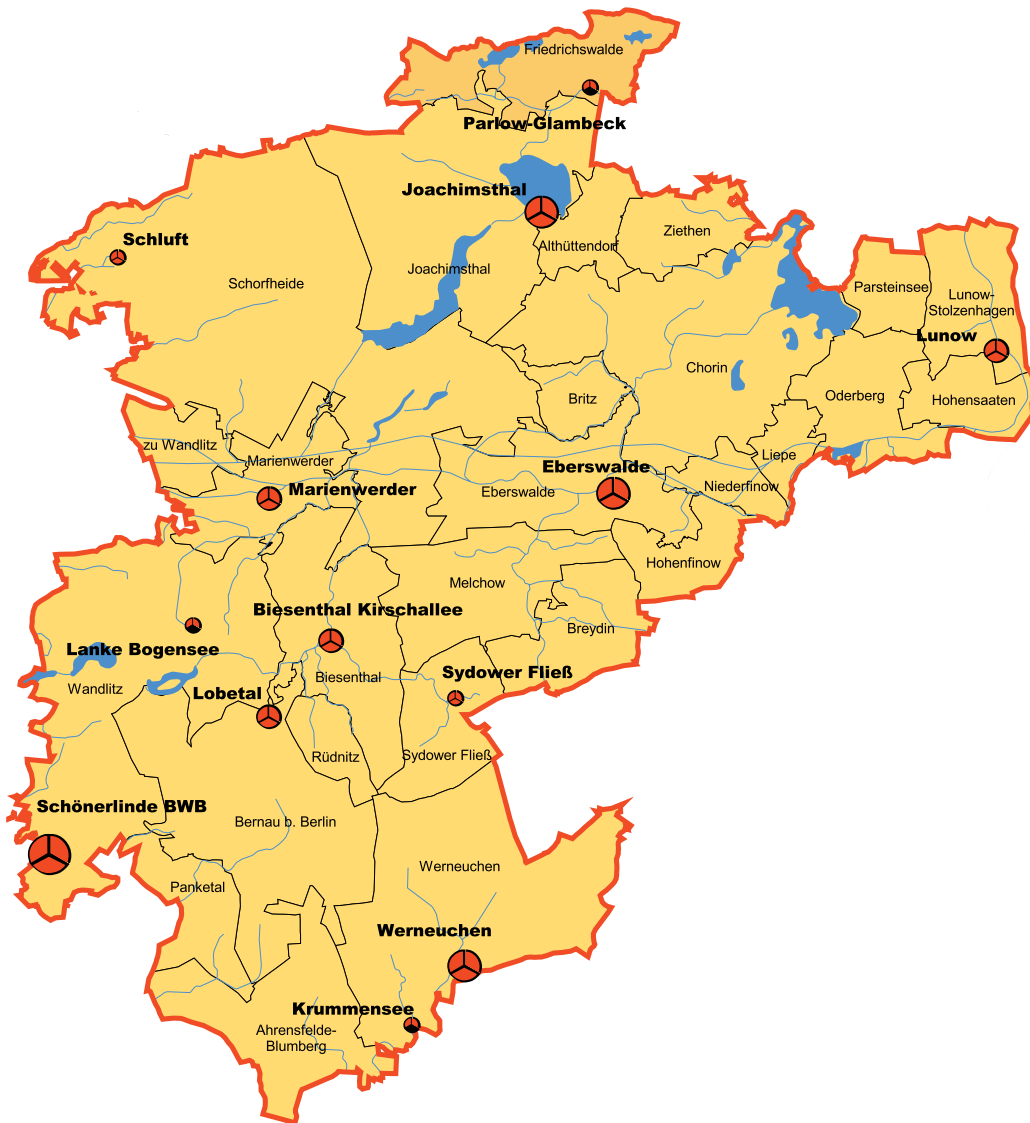 Friedrichswalde
Parlow-Glambeck
Joachimsthal
Ziethen
Schluft
Althüttendorf
Joachimsthal
Schorfheide
Parsteinsee
Lunow-
Stolzenhagen
Lunow
Chorin
Britz
Oderberg
Hohensaaten
zu Wandlitz
Marienwerder
Liepe
Eberswalde
Niederfinow
Marienwerder
Eberswalde
Hohenfinow
Melchow
Biesenthal Kirschallee
Breydin
Lanke Bogensee
Sydower Fließ
Biesenthal
Wandlitz
Lobetal
Rüdnitz
Sydower Fließ
Schönerlinde BWB
Bernau b. Berlin
Werneuchen
Panketal
Werneuchen
Krummensee
Ahrensfelde-
Blumberg